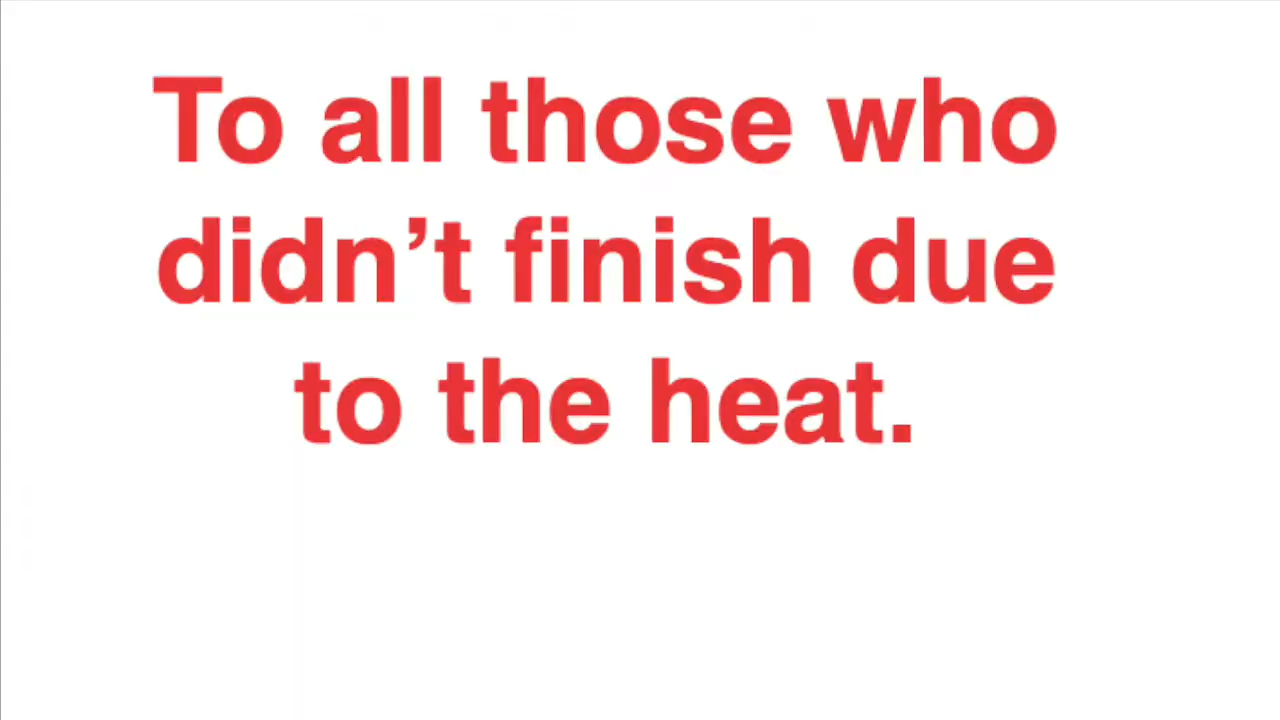 To all those who
didn’t finish due
to the heat.